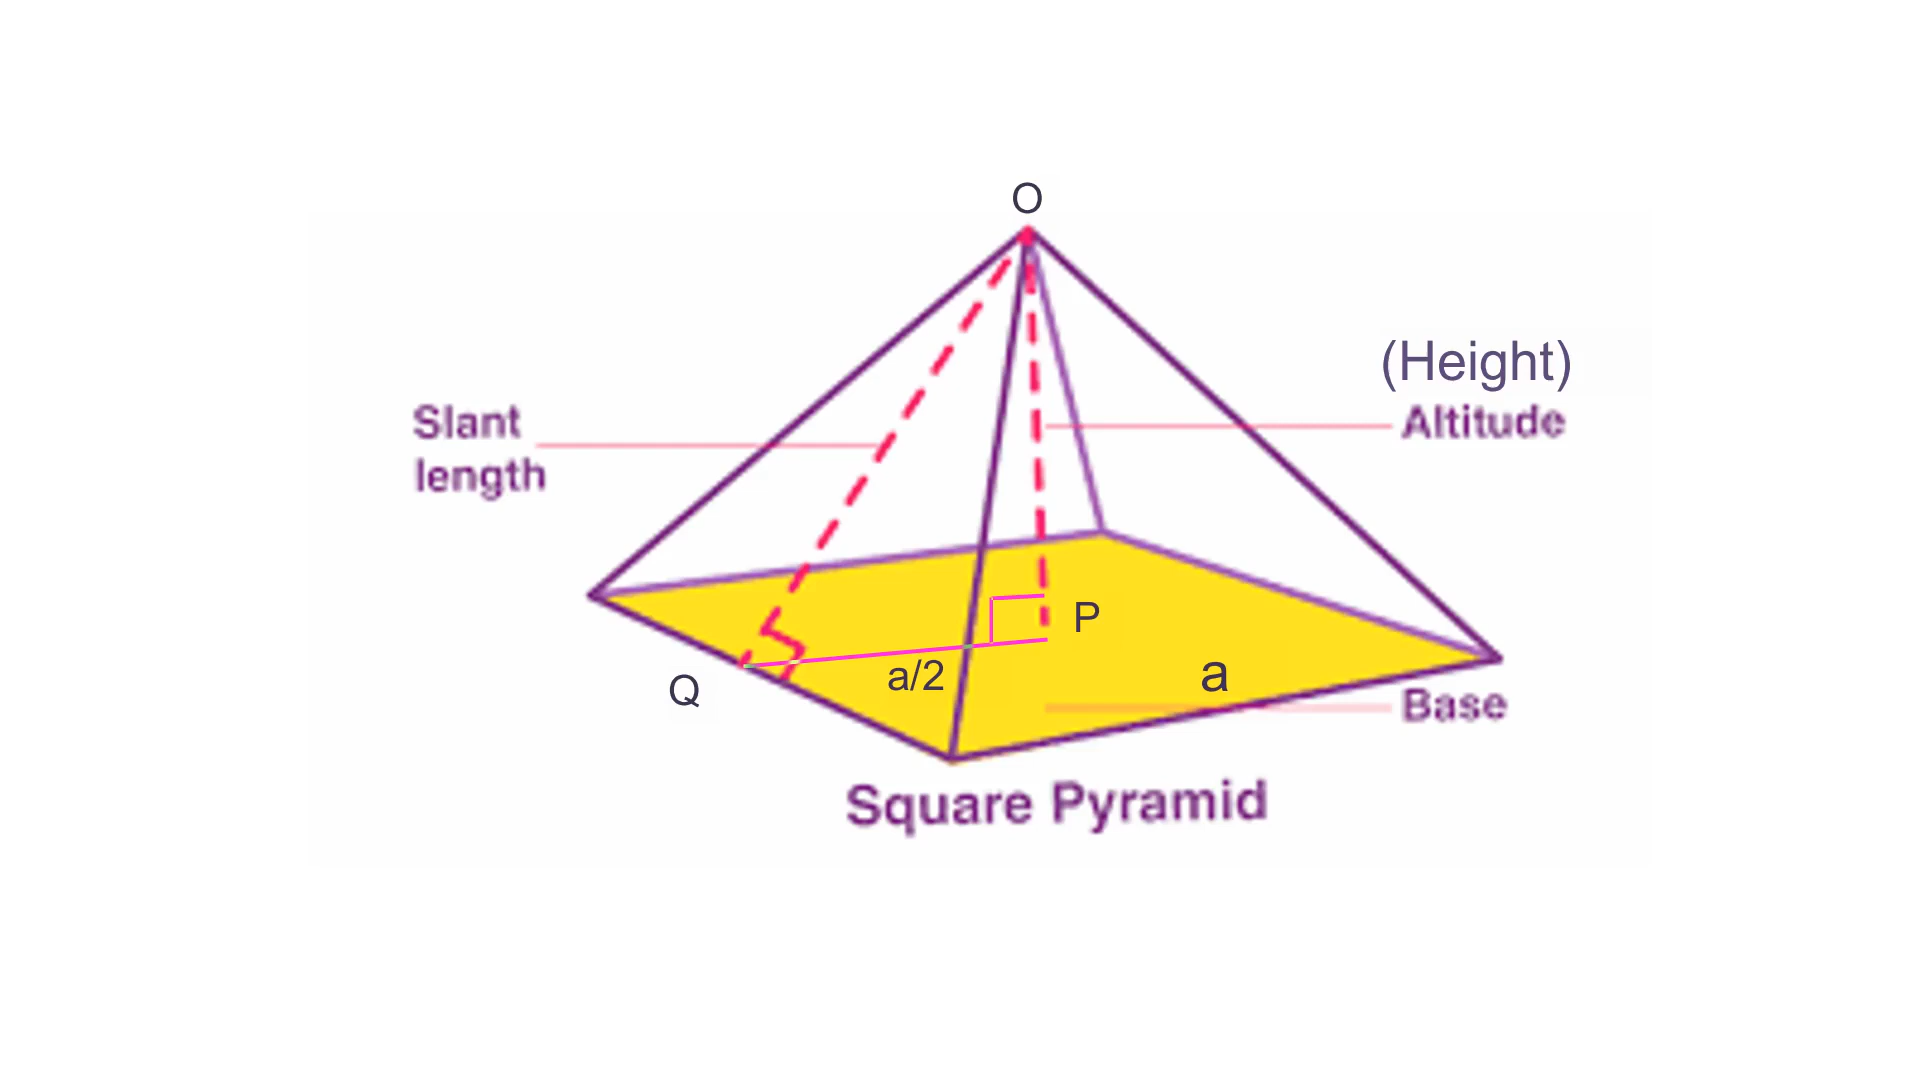 O
(Height)
Slant
length
Altitude
P
Q
a/2
a
Base
Square Pyramid